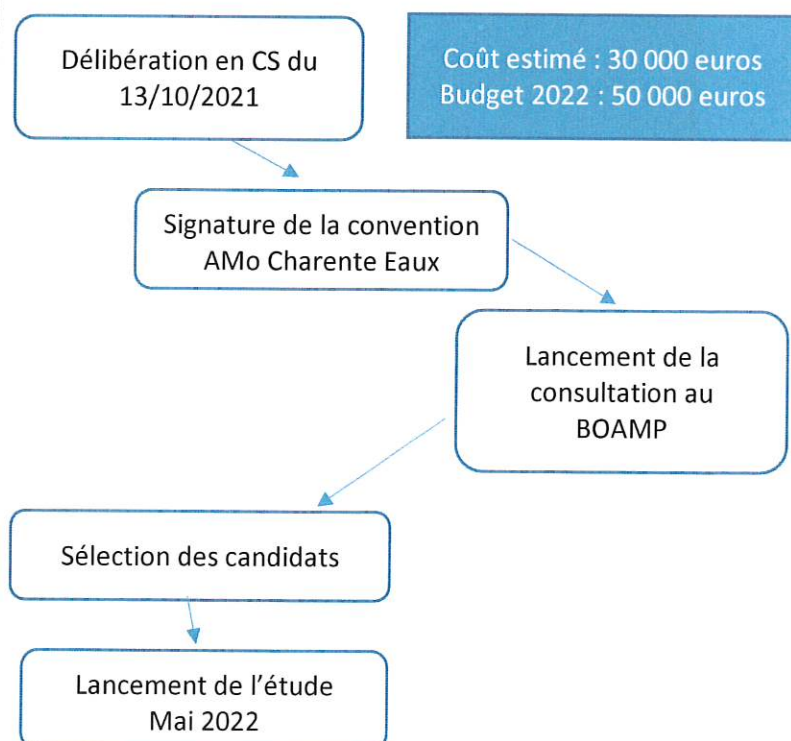 Délibération en CS du
13/10/2021
Coût estimé : 30 000 euros
Budget 2022 : 50 000 euros
Signature de la convention
AMo Charente Eaux
Lancement de la
consultation au
BOAMP
Sélection des candidats
Lancement de l’étude
Mai 2022